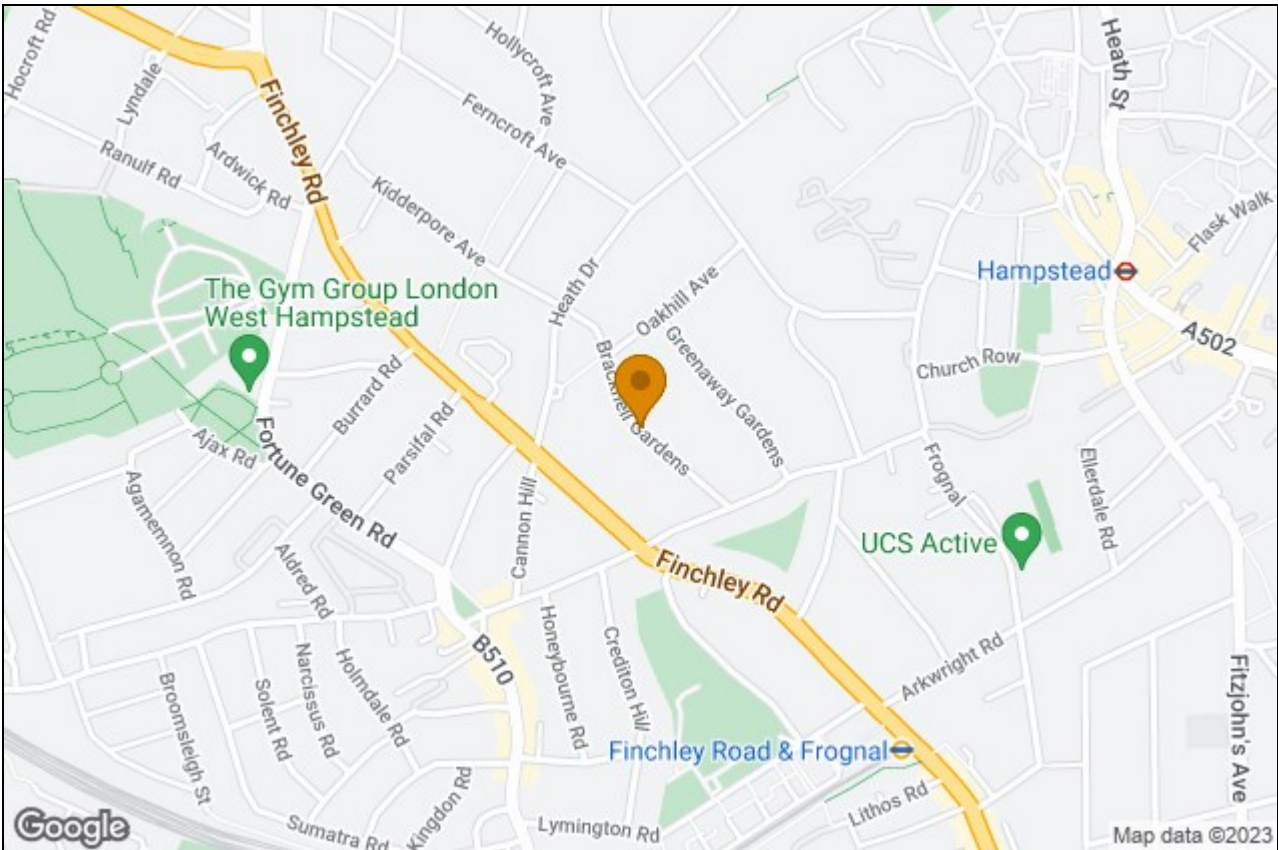 Hocroft Rd
Lyndale
Ranulf Rd
Ardwick Rd
Finchley Rd
Hollycroft Ave
Ferncroft Ave
Kidderpore Ave
Heath St
Flask Walk
Hampstead
A502
The Gym Group London
West Hampstead
Heath Dr
Oakhill Ave
Greenaway Gardens
Bracknell Gardens
Church Row
Burrard Rd
Parsifal Rd
Ajax Rd
Fortune Green Rd
Agamemnon Rd
Cannon Hill
Frognal
Ellerdale Rd
UCS Active
Aldred Rd
Finchley Rd
Honeybourne Rd
Crediton Hill
B510
Holmdale Rd
Narcissus Rd
Solent Rd
Broomsleigh St
Arkwright Rd
Fitzjohn's Ave
Finchley Road & Frognal
Kingdon Rd
Sumatra Rd
Lymington Rd
Lithos Rd
Google
Map data ©2023